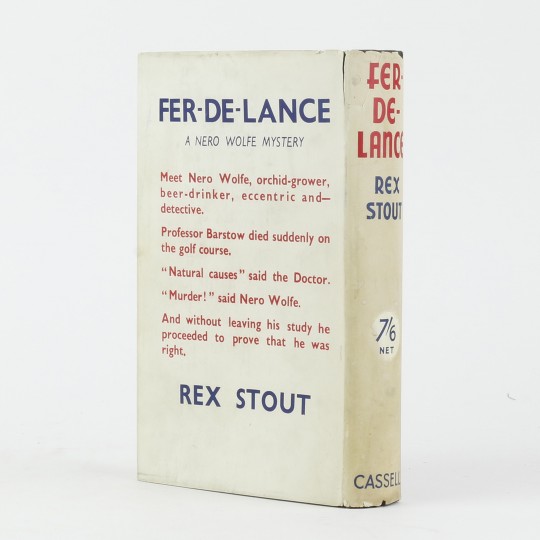 FER-DE-LANCE
A NERO WOLFE MYSTERY
Meet Nero Wolfe, orchid-grower,
beer-drinker, eccentric and—
detective.
Professor Barstow died suddenly on
the golf course.
“Natural causes” said the Doctor.
“Murder!” said Nero Wolfe.
And without leaving his study he
proceeded to prove that he was
right.
REX STOUT
FER-
DE-
LANCE
REX
STOUT
7/6
NET
CASSELL